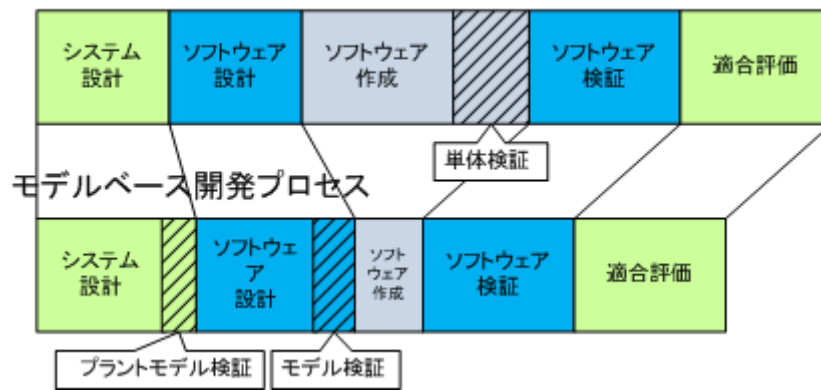 システム
設計
ソフトウェア
設計
ソフトウェア
作成
ソフトウェア
検証
適合評価
単体検証
モデルベース開発プロセス
システム
設計
ソフトウェ
ア
設計
ソフト
ウェア
作成
ソフトウェア
検証
適合評価
プラントモデル検証
モデル検証